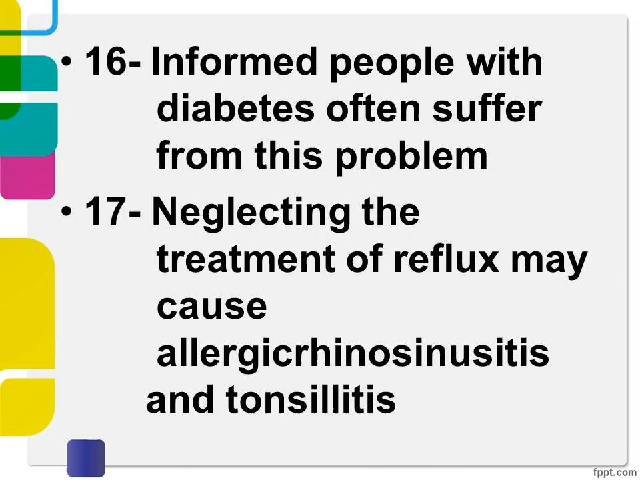 • 16- Informed people with
diabetes often suffer
from this problem
• 17- Neglecting the
treatment of reflux may
cause
allergicrhinosinusitis
and tonsillitis
fppt.com